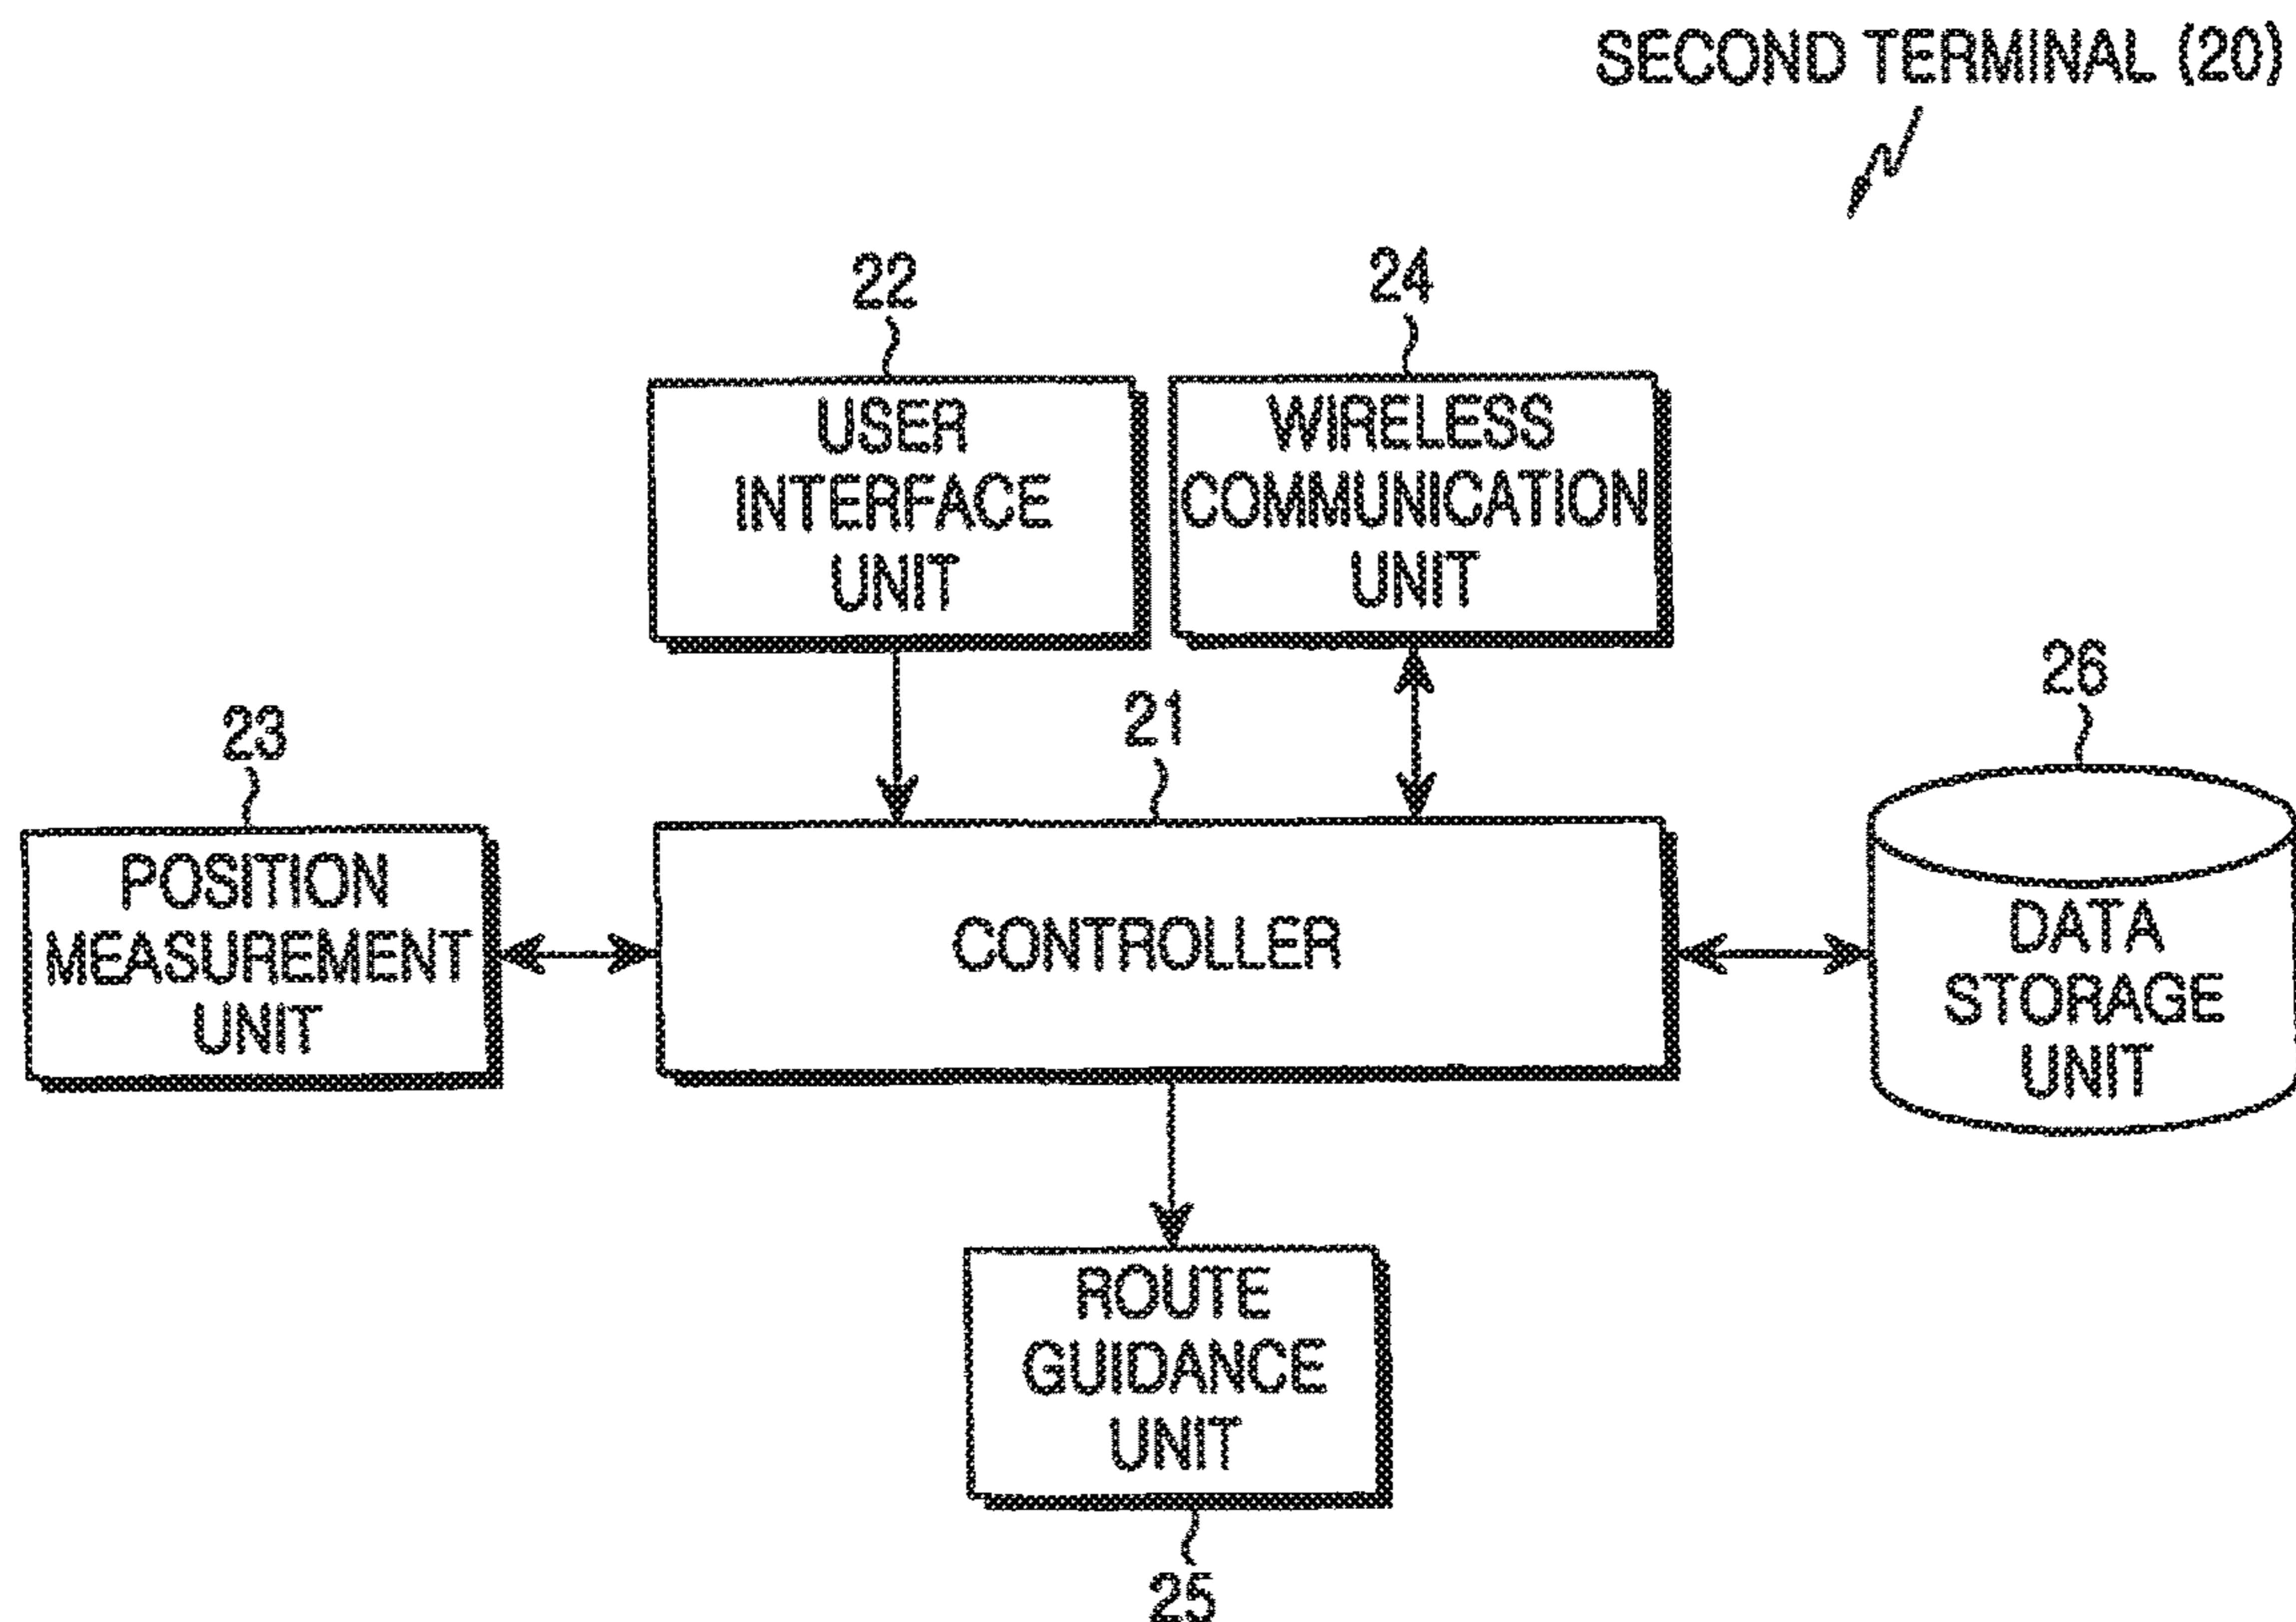 SECOND TERMINAL (20)
22
24
USER
INTERFACE
UNIT
WIRELESS
COMMUNICATION
UNIT
21
23
26
POSITION
MEASUREMENT
UNIT
CONTROLLER
DATA
STORAGE
UNIT
ROUTE
GUIDANCE
UNIT
25